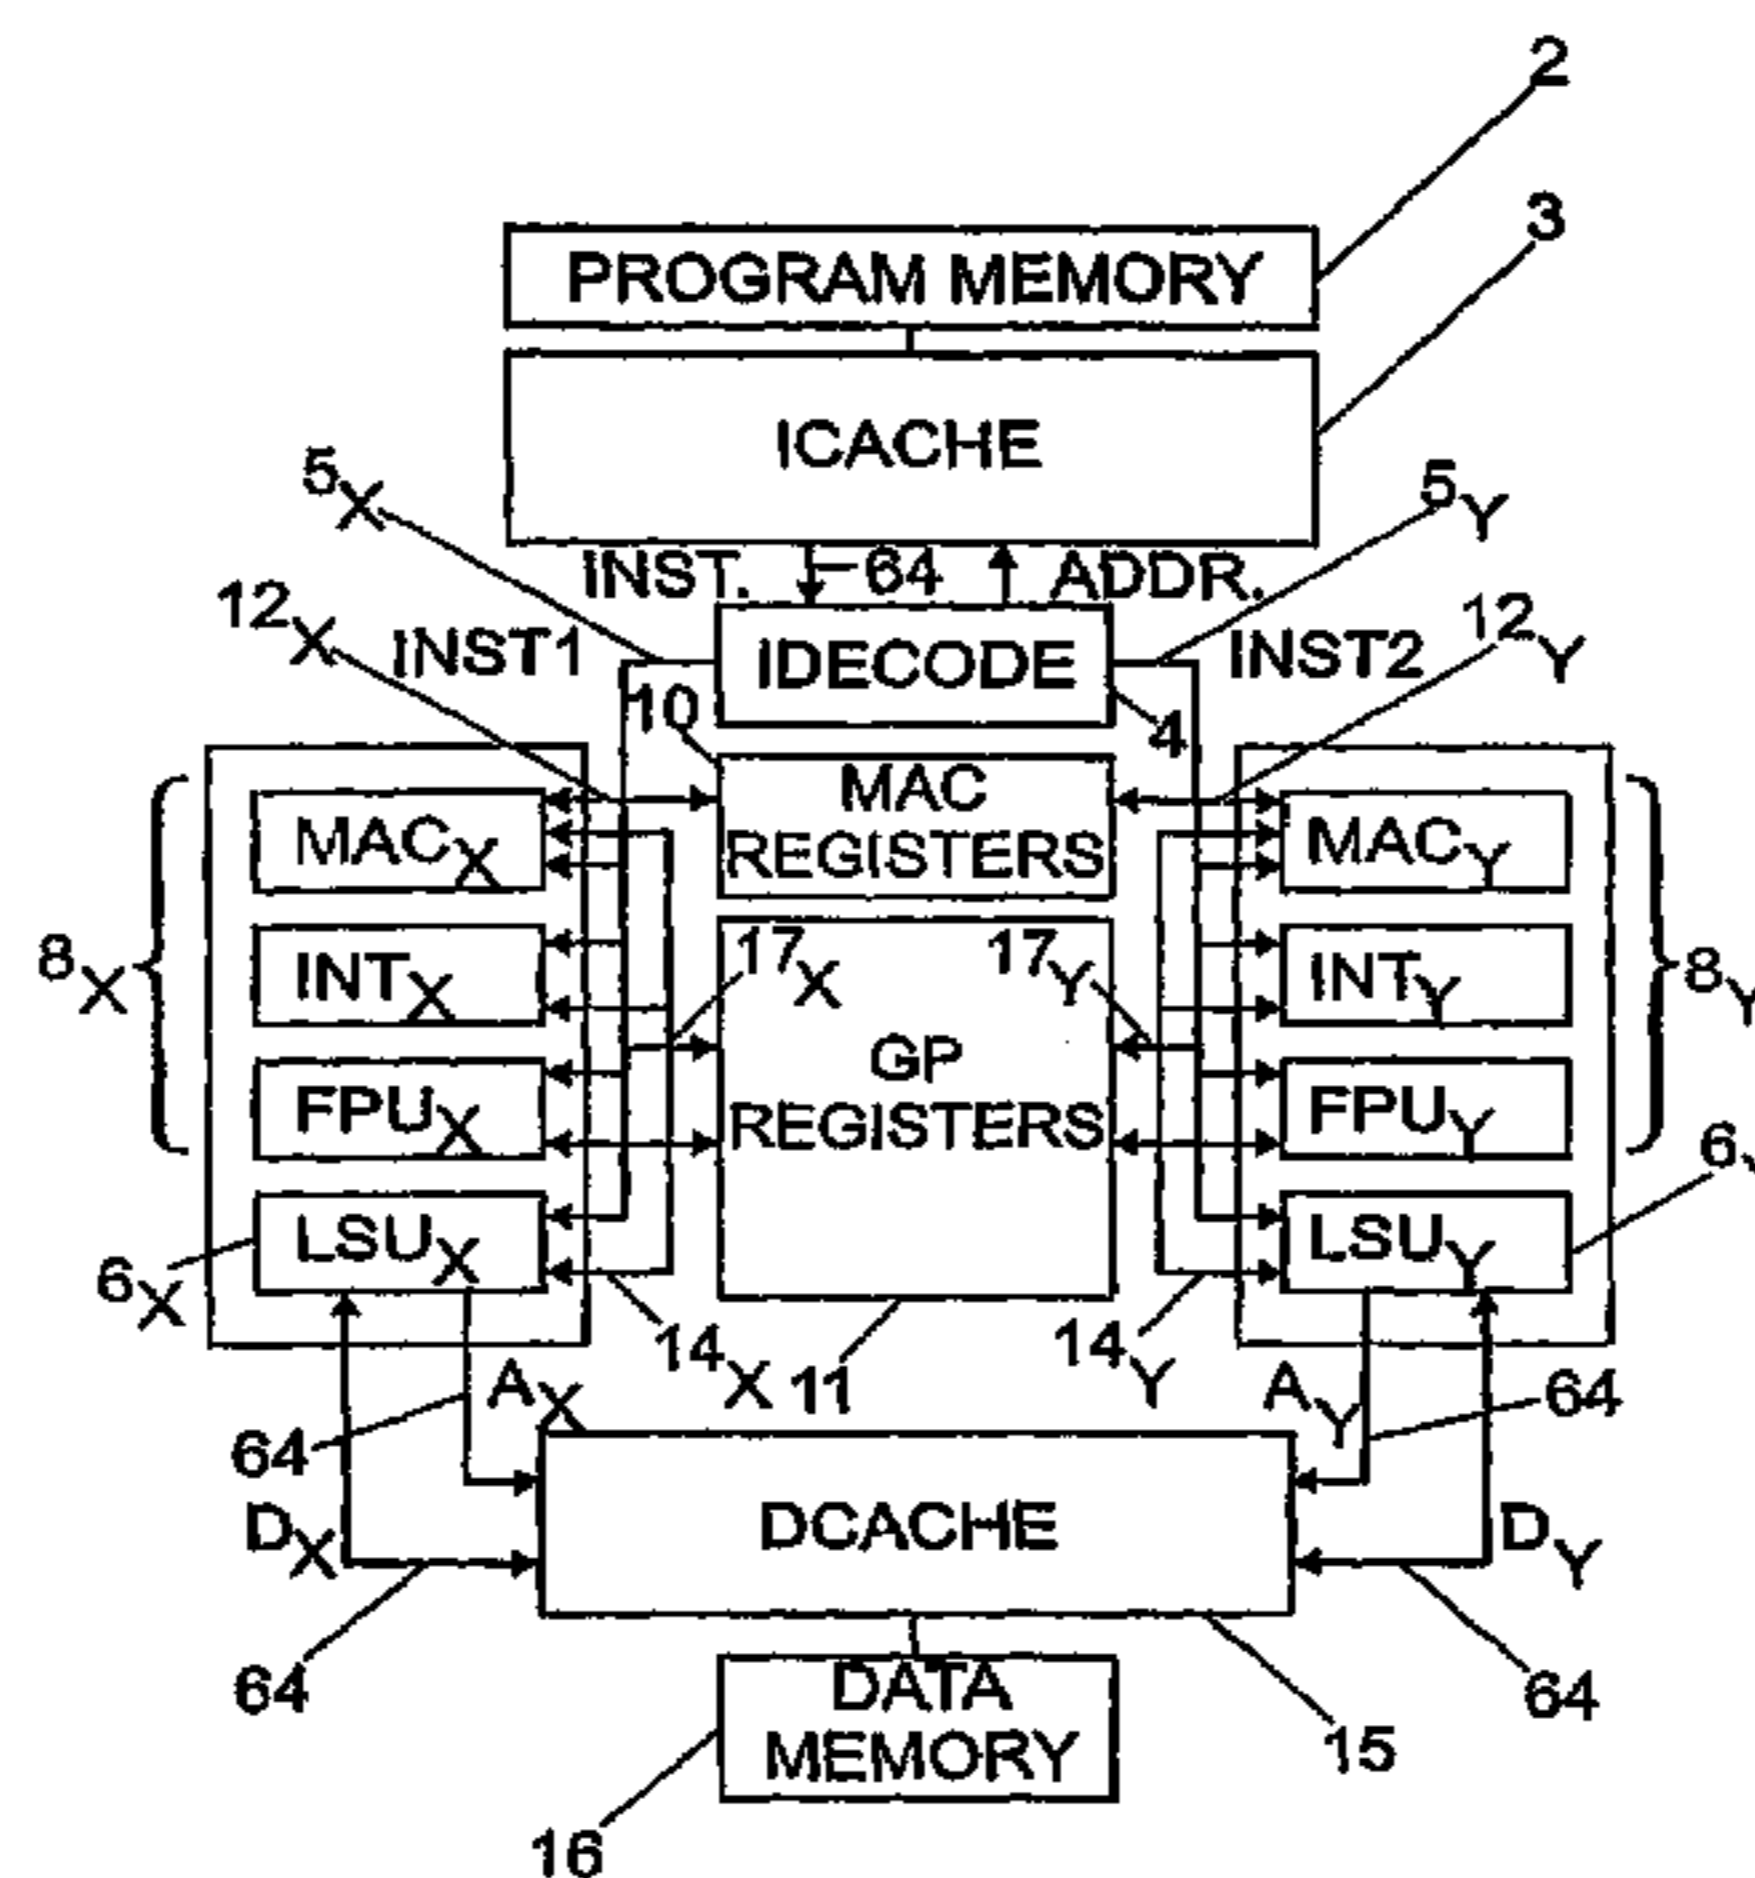 2
3
PROGRAM MEMORY
ICACHE
5X
5Y
INST. 64 ADDR.
12X
INST1
IDECODE
INST2
12Y
10
4
MAC
REGISTERS
MACX
MACY
8X
INTX
17X
17Y
INTY
8Y
GP
REGISTERS
FPUX
FPUY
6X
LSUX
LSUY
6Y
14X
11
14Y
64
AX
AY
64
DX
DCACHE
DY
64
64
DATA
MEMORY
15
16